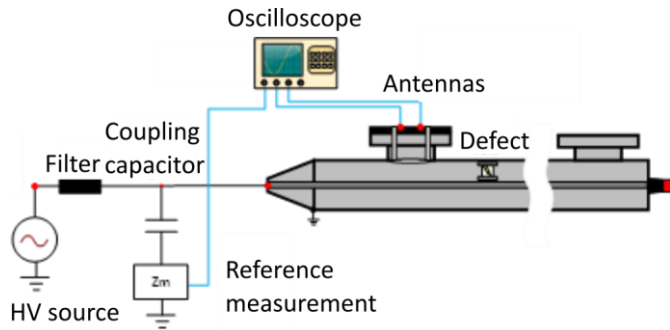 Oscilloscope
Antennas
Coupling
Filter capacitor
Defect
Zm
HV source
Reference
measurement